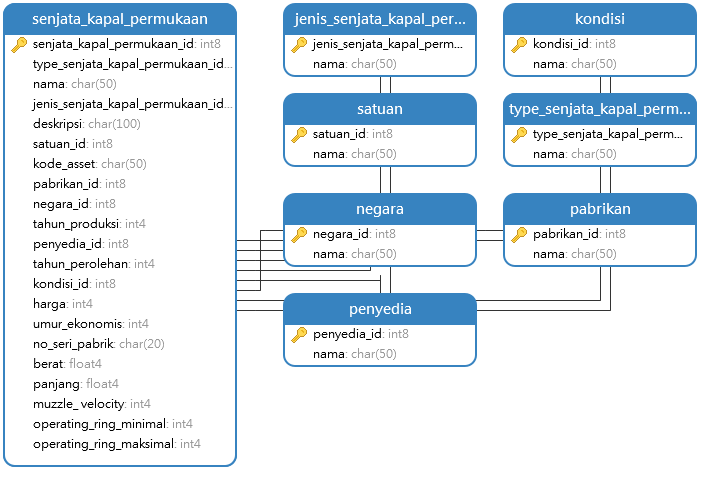 senjata_kapal_permukaan
senjata_kapal_permukaan_id: int8
type_senjata_kapal_permukaan_id...
nama: char(50)
jenis_senjata_kapal_permukaan_id...
deskripsi: char(100)
satuan_id: int8
kode_asset: char(50)
pabrikan_id: int8
negara_id: int8
tahun_produksi: int4
penyedia_id: int8
tahun_perolehan: int4
kondisi_id: int8
harga: int4
umur_ekonomis: int4
no_seri_pabrik: char(20)
berat: float4
panjang: float4
muzzle_ velocity: int4
operating_ring_minimal: int4
operating_ring_maksimal: int4
jenis_senjata_kapal_per...
jenis_senjata_kapal_perm...
nama: char(50)
kondisi
kondisi_id: int8
nama: char(50)
satuan
satuan_id: int8
nama: char(50)
type_senjata_kapal_perm...
type_senjata_kapal_perm...
nama: char(50)
negara
negara_id: int8
nama: char(50)
pabrikan
pabrikan_id: int8
nama: char(50)
penyedia
penyedia_id: int8
nama: char(50)